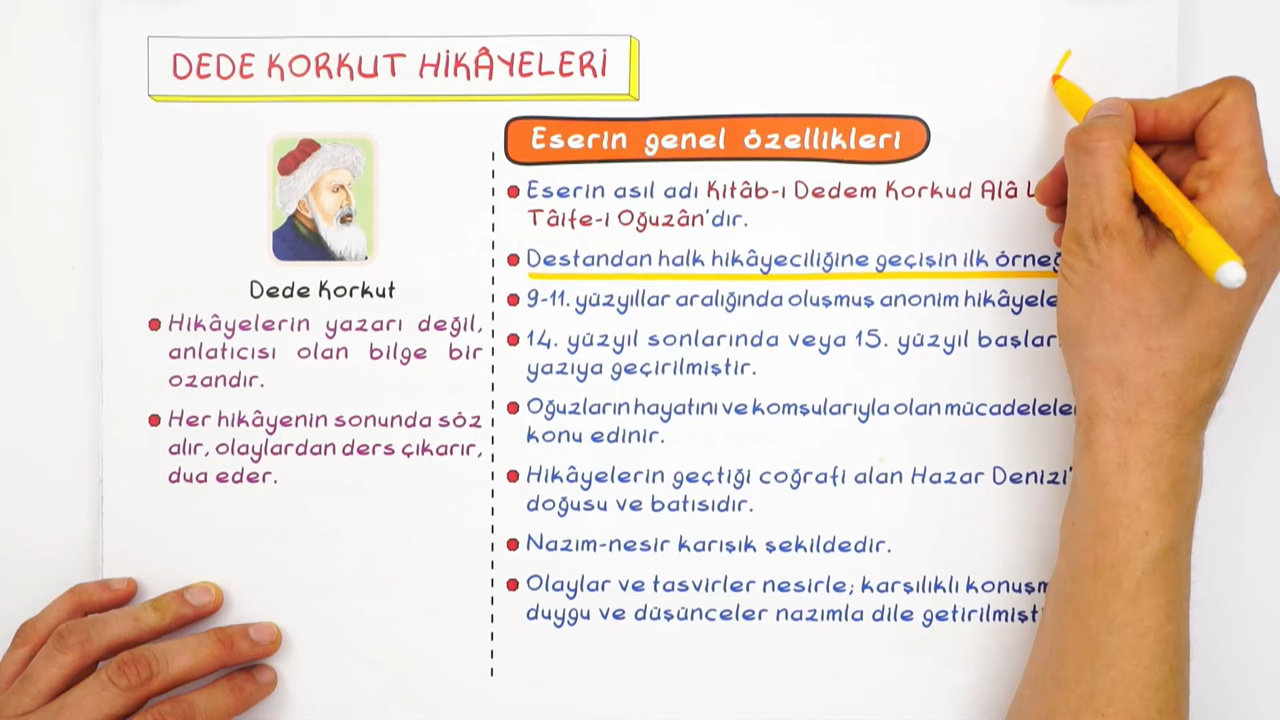 DEDE KORKUT HİKÂYELERİ
Dede Korkut
Hikâyelerin yazarı değil,
anlatıcısı olan bilge bir
ozandır.
Her hikâyenin sonunda söz
alır, olaylardan ders çıkarır,
dua eder.
Eserin genel özellikleri
Eserin asıl adı Kitâb-ı Dedem Korkud Alâ
Tâife-i Oğuzân'dır.
Destandan halk hikâyeciliğine geçişin ilk
9-11. yüzyıllar aralığında oluşmuş anonim
14. yüzyıl sonlarında veya 15. yüzyıl
yazıya geçirilmiştir.
Oğuzların hayatını ve komşularıyla olan
konu edinir.
Hikâyelerin geçtiği coğrafi alan Hazar Denizi'
doğusu ve batısıdır.
Nazım-nesir karışık şekildedir.
Olaylar ve tasvirler nesirle; karşılıklı
duygu ve düşünceler nazımla dile